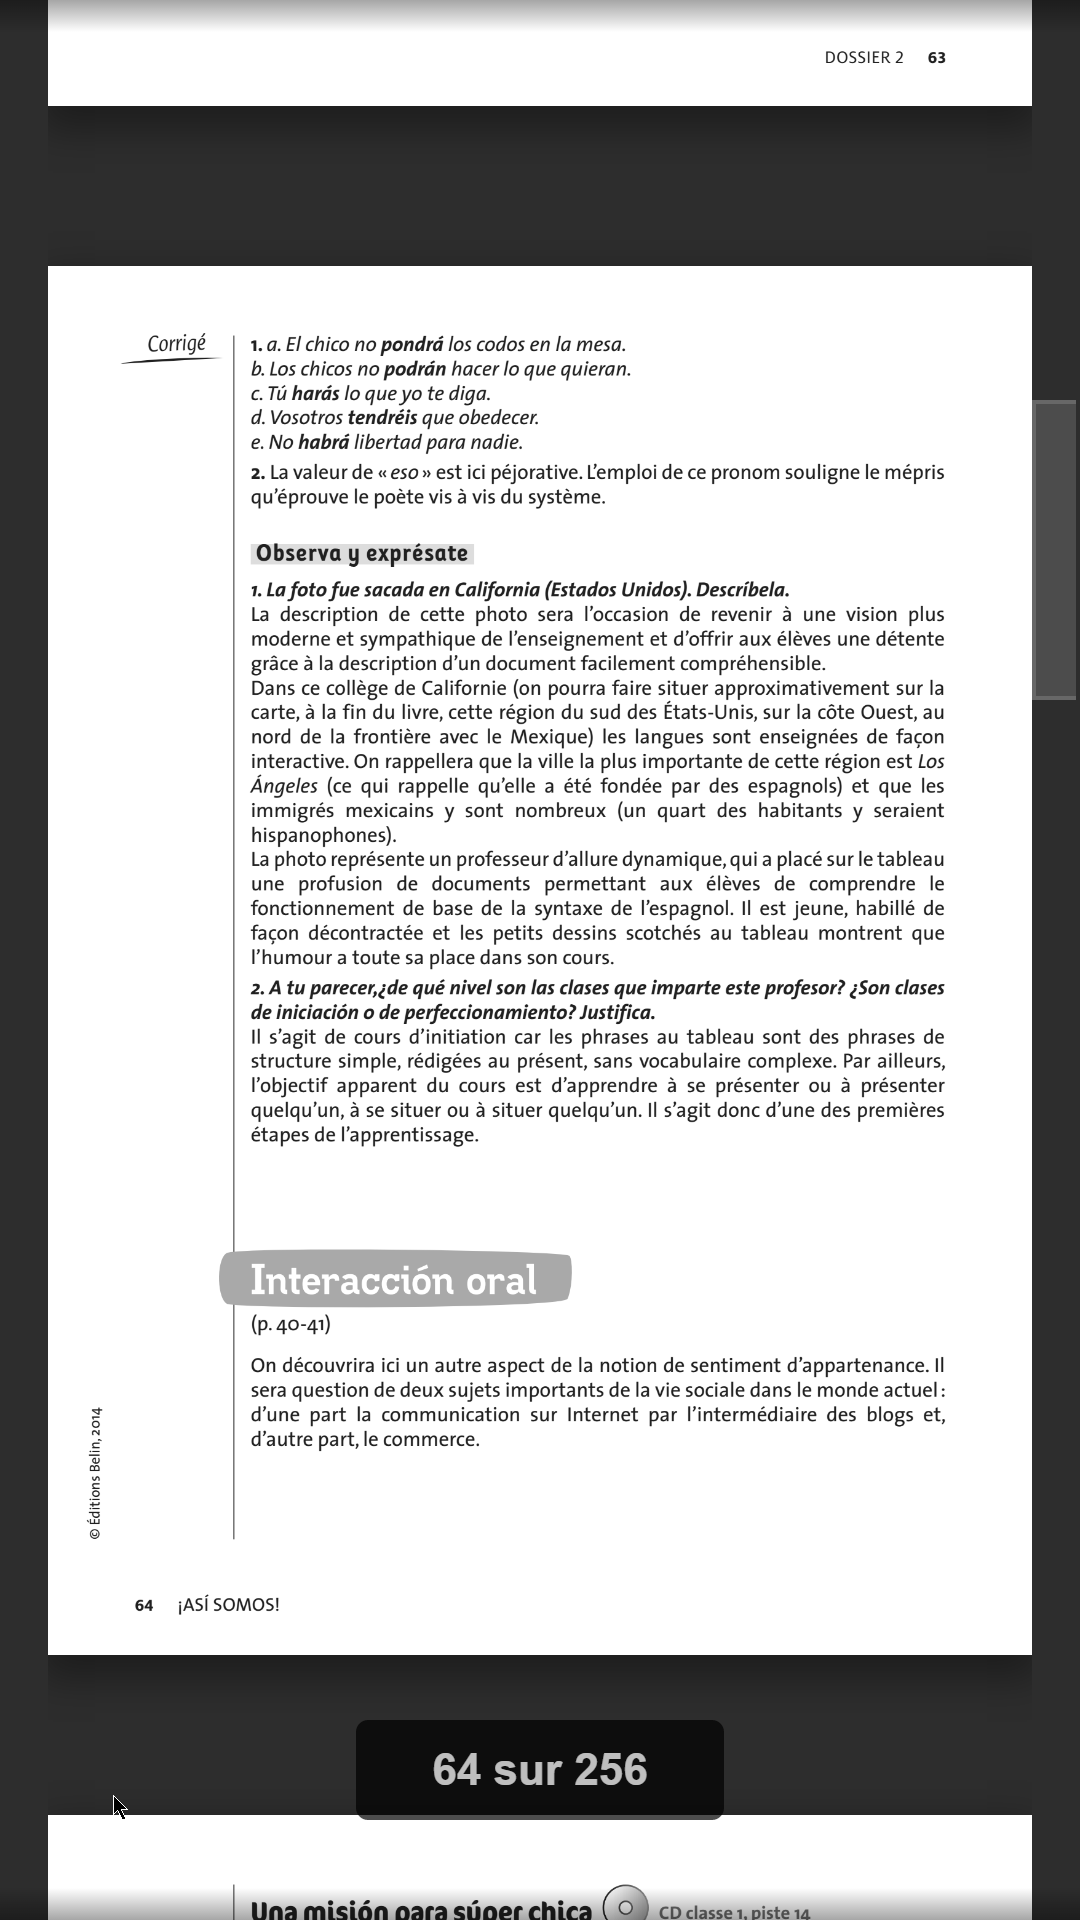 DOSSIER 2 63
Corrigé
1. a. El chico no pondrá los codos en la mesa.
b. Los chicos no podrán hacer lo que quieran.
c. Tú harás lo que yo te diga.
d. Vosotros tendréis que obedecer.
e. No habrá libertad para nadie.
2. La valeur de « eso » est ici péjorative. L’emploi de ce pronom souligne le mépris
qu’éprouve le poète vis à vis du système.
Observa y exprésate
1. La foto fue sacada en California (Estados Unidos). Descríbela.
La description de cette photo sera l’occasion de revenir à une vision plus
moderne et sympathique de l’enseignement et d’offrir aux élèves une détente
grâce à la description d’un document facilement compréhensible.
Dans ce collège de Californie (on pourra faire situer approximativement sur la
carte, à la fin du livre, cette région du sud des États-Unis, sur la côte Ouest, au
nord de la frontière avec le Mexique) les langues sont enseignées de façon
interactive. On rappellera que la ville la plus importante de cette région est Los
Ángeles (ce qui rappelle qu’elle a été fondée par des espagnols) et que les
immigrés mexicains y sont nombreux (un quart des habitants y seraient
hispanophones).
La photo représente un professeur d’allure dynamique, qui a placé sur le tableau
une profusion de documents permettant aux élèves de comprendre le
fonctionnement de base de la syntaxe de l’espagnol. Il est jeune, habillé de
façon décontractée et les petits dessins scotchés au tableau montrent que
l’humour a toute sa place dans son cours.
2. A tu parecer,¿de qué nivel son las clases que imparte este profesor? ¿Son clases
de iniciación o de perfeccionamiento? Justifica.
Il s’agit de cours d’initiation car les phrases au tableau sont des phrases de
structure simple, rédigées au présent, sans vocabulaire complexe. Par ailleurs,
l’objectif apparent du cours est d’apprendre à se présenter ou à présenter
quelqu’un, à se situer ou à situer quelqu’un. Il s’agit donc d’une des premières
étapes de l’apprentissage.
Interacción oral
(p. 40-41)
On découvrira ici un autre aspect de la notion de sentiment d’appartenance. Il
sera question de deux sujets importants de la vie sociale dans le monde actuel :
d’une part la communication sur Internet par l’intermédiaire des blogs et,
d’autre part, le commerce.
© Éditions Belin, 2014
64 ¡ASÍ SOMOS!
64 sur 256
Una misión para súper chica CD classe 1, piste 14